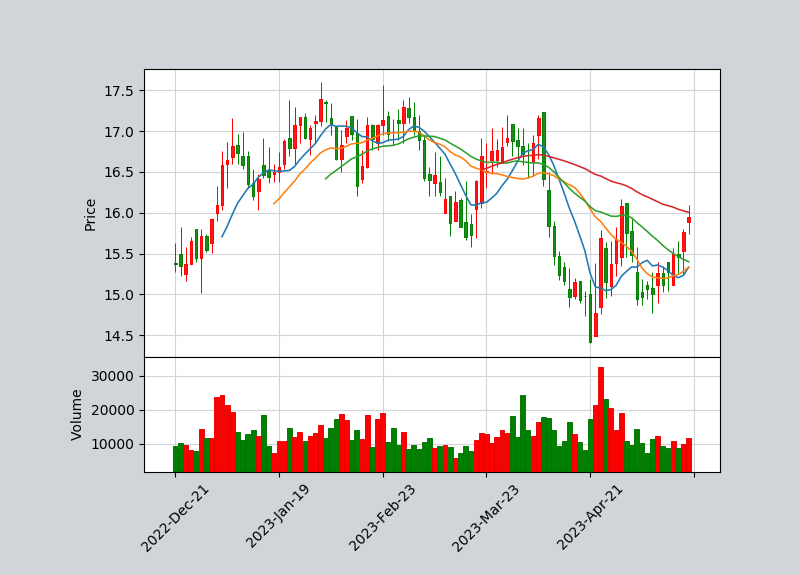 17.5
17.0
16.5
16.0
15.5
15.0
14.5
Price
30000
20000
10000
Volume
2022-Dec-21
2023-Jan-19
2023-Feb-23
2023-Mar-23
2023-Apr-21